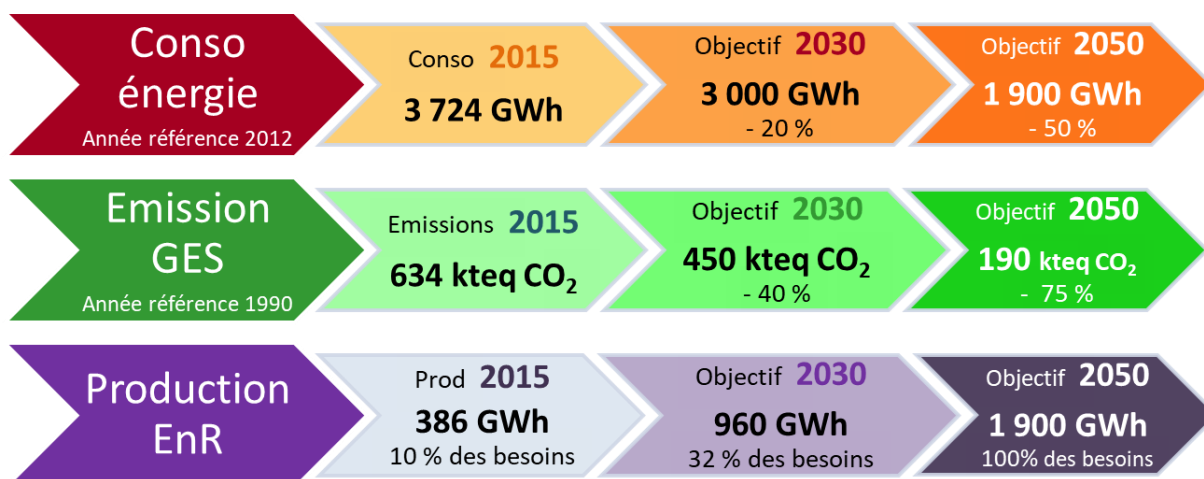 Conso
énergie
Année référence 2012
Conso 2015
3 724 GWh
Objectif 2030
3 000 GWh
- 20 %
Objectif 2050
1 900 GWh
- 50 %
Emission
GES
Année référence 1990
Emissions 2015
634 kteq CO₂
Objectif 2030
450 kteq CO₂
- 40 %
Objectif 2050
190 kteq CO₂
- 75 %
Production
EnR
Prod 2015
386 GWh
10 % des besoins
Objectif 2030
960 GWh
32 % des besoins
Objectif 2050
1 900 GWh
100% des besoins